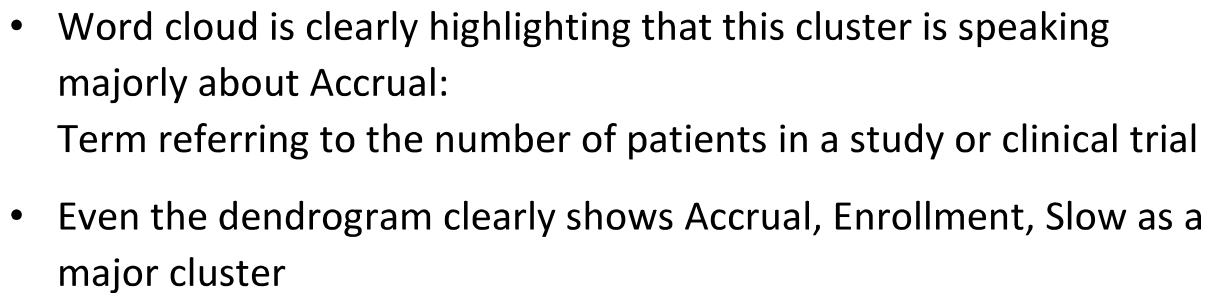 • Word cloud is clearly highlighting that this cluster is speaking
majorly about Accrual:
Term referring to the number of patients in a study or clinical trial
• Even the dendrogram clearly shows Accrual, Enrollment, Slow as a
major cluster